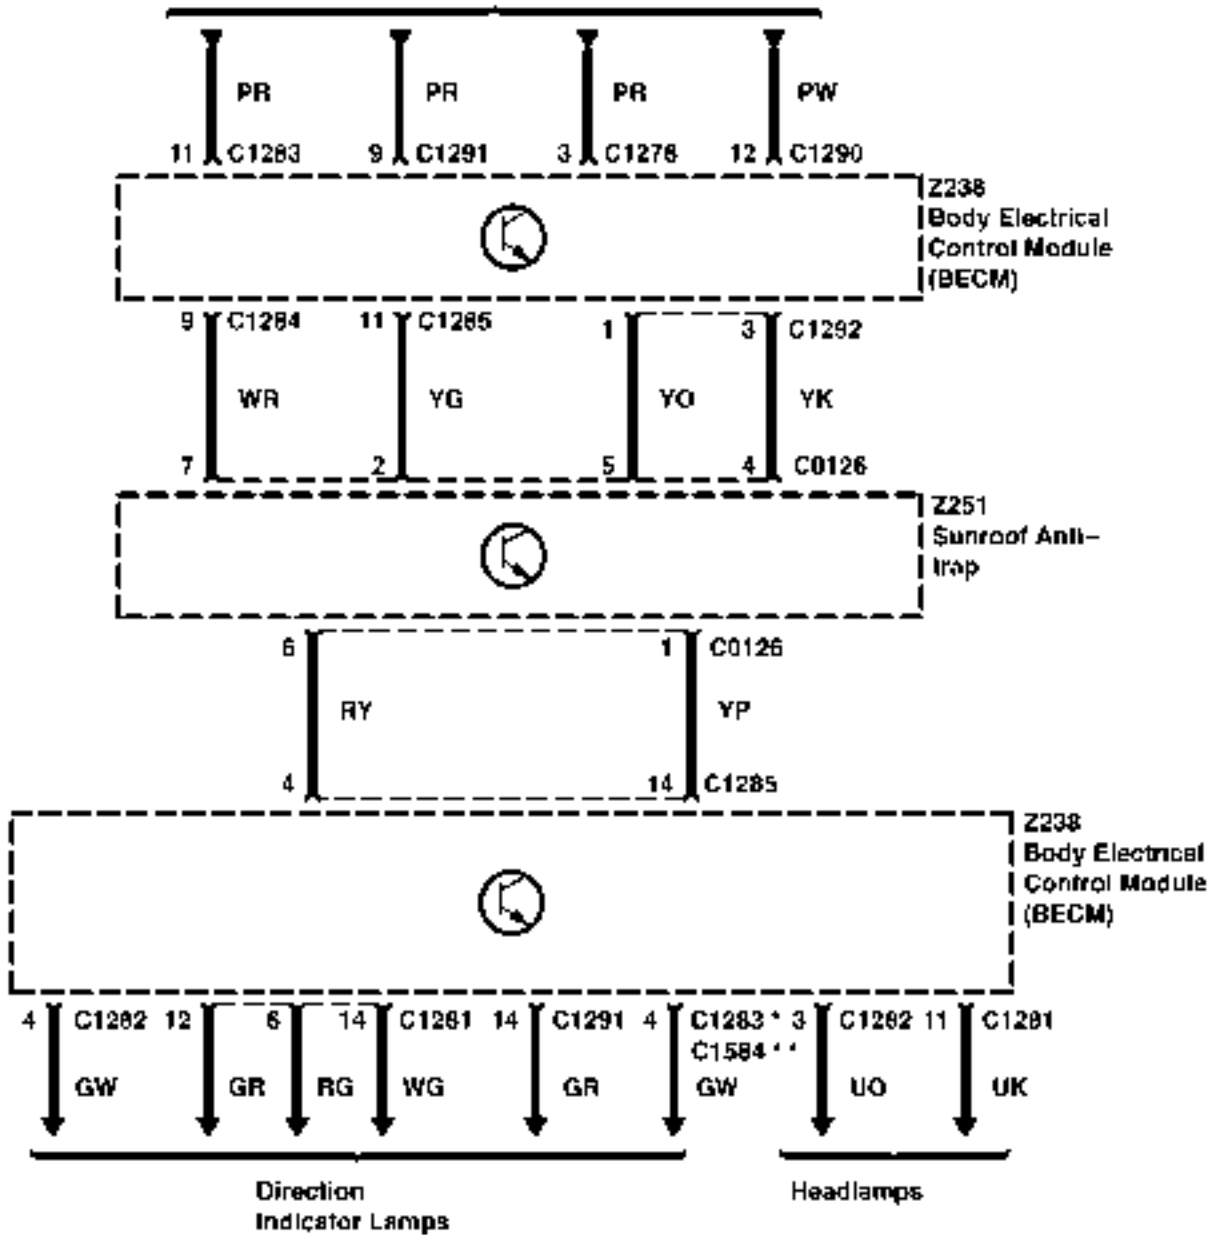 PR PR PR PW
11 C1283 9 C1291 3 C1278 12 C1290
Z238
Body Electrical
Control Module
(BECM)
9 C1284 11 C1285 1 3 C1292
WR YG YO YK
7 2 5 4 C0126
Z251
Sunroof Anti-
trap
6 1 C0126
RY YP
4 14 C1285
Z238
Body Electrical
Control Module
(BECM)
4 C1282 12 6 14 C1281 14 C1291 4 C1283 * 3 C1282 11 C1281
C1584 * *
GW GR RG WG GR GW UO UK
Direction
Indicator Lamps
Headlamps